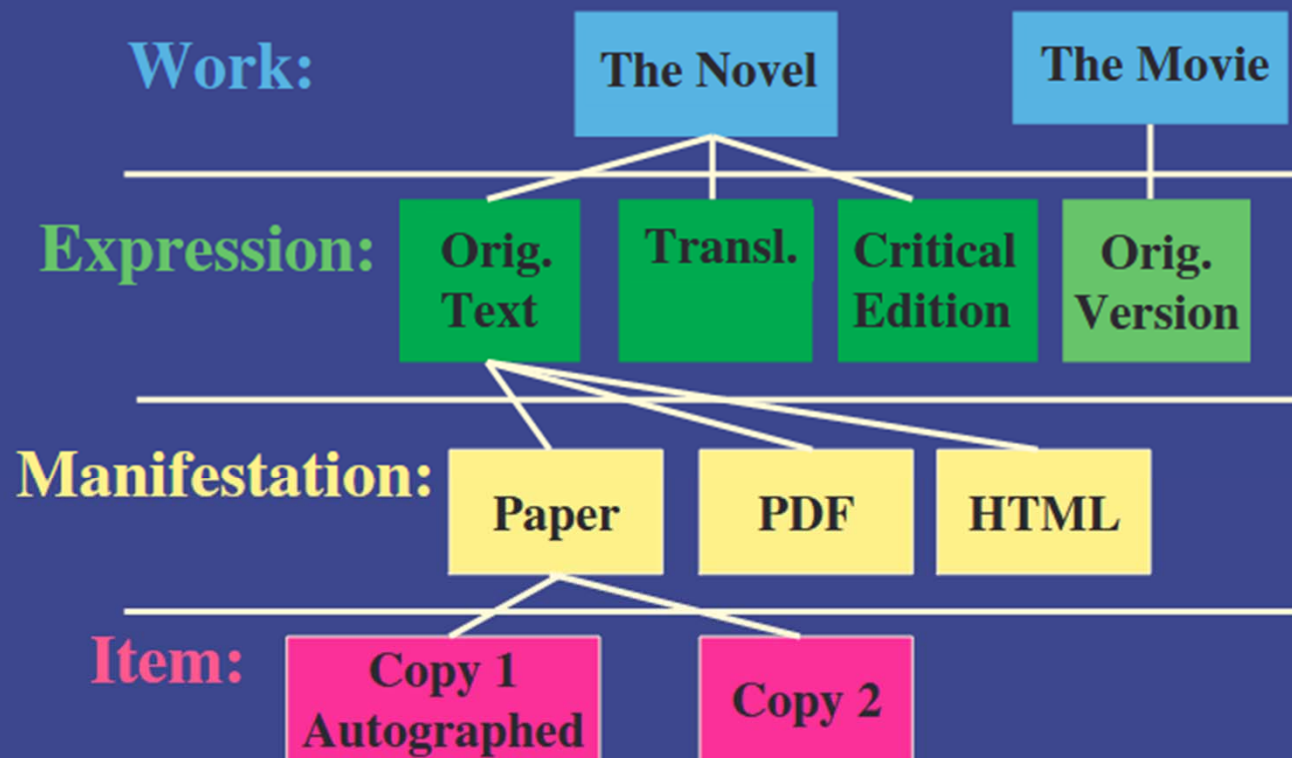 Work:
The Novel
The Movie
Expression:
Orig.
Text
Transl.
Critical
Edition
Orig.
Version
Manifestation:
Paper
PDF
HTML
Item:
Copy 1
Autographed
Copy 2